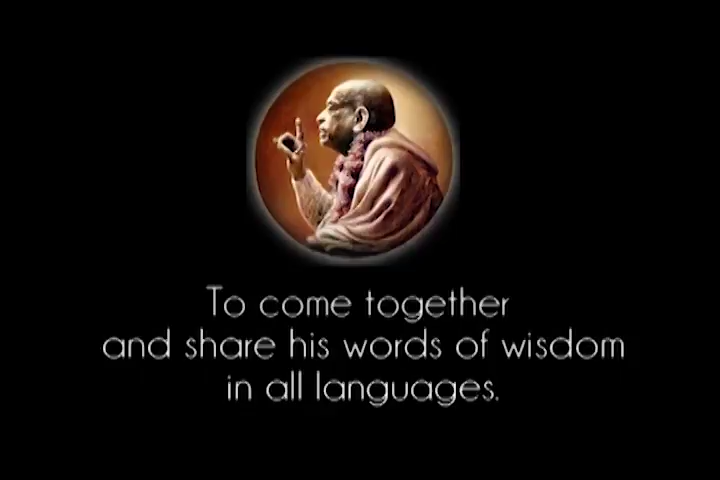 To come together
and share his words of wisdom
in all languages.